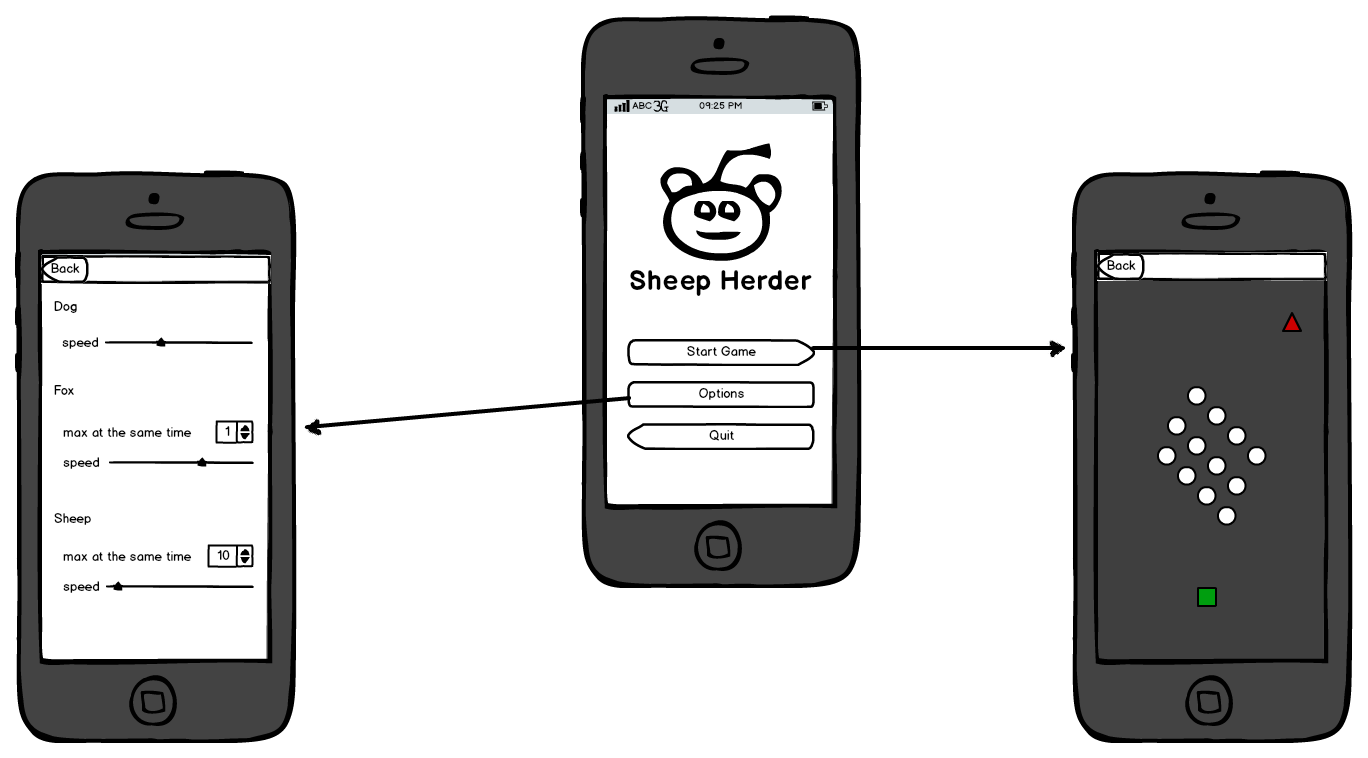 ABC 3G 09:25 PM
Sheep Herder
Start Game
Options
Quit
Back
Dog
speed
Fox
max at the same time 1
speed
Sheep
max at the same time 10
speed
Back